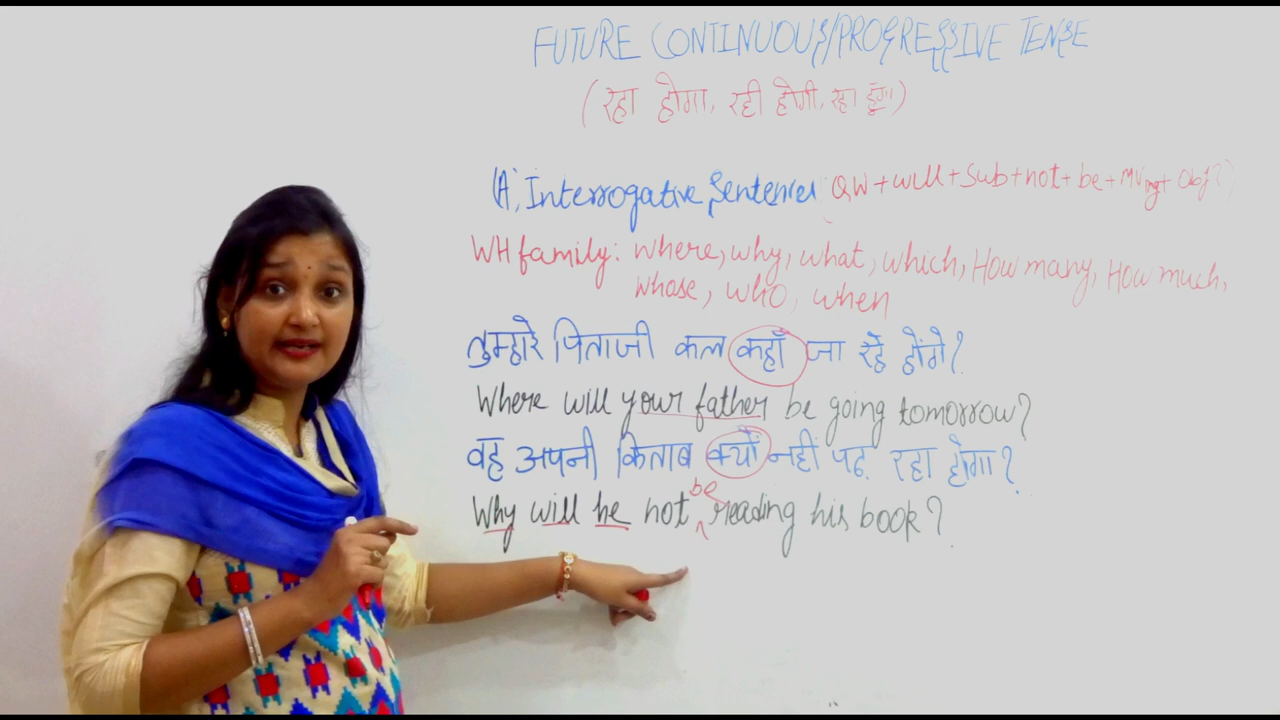 FUTURE CONTINUOUS/PROGRESSIVE TENSE
(रहा होगा, रही होगी, रहा हूँगा)
(A) Interrogative Sentences: QW+will+Sub+not+be+MVing+Obj?)
WH family: where, why, what, which, How many, How much,
whose, who, when
तुम्हारे पिताजी कल कहाँ जा रहे होंगे?
Where will your father be going tomorrow?
वह अपनी किताब क्यों नहीं पढ़ रहा होगा?
be
Why will he not ^ reading his book?